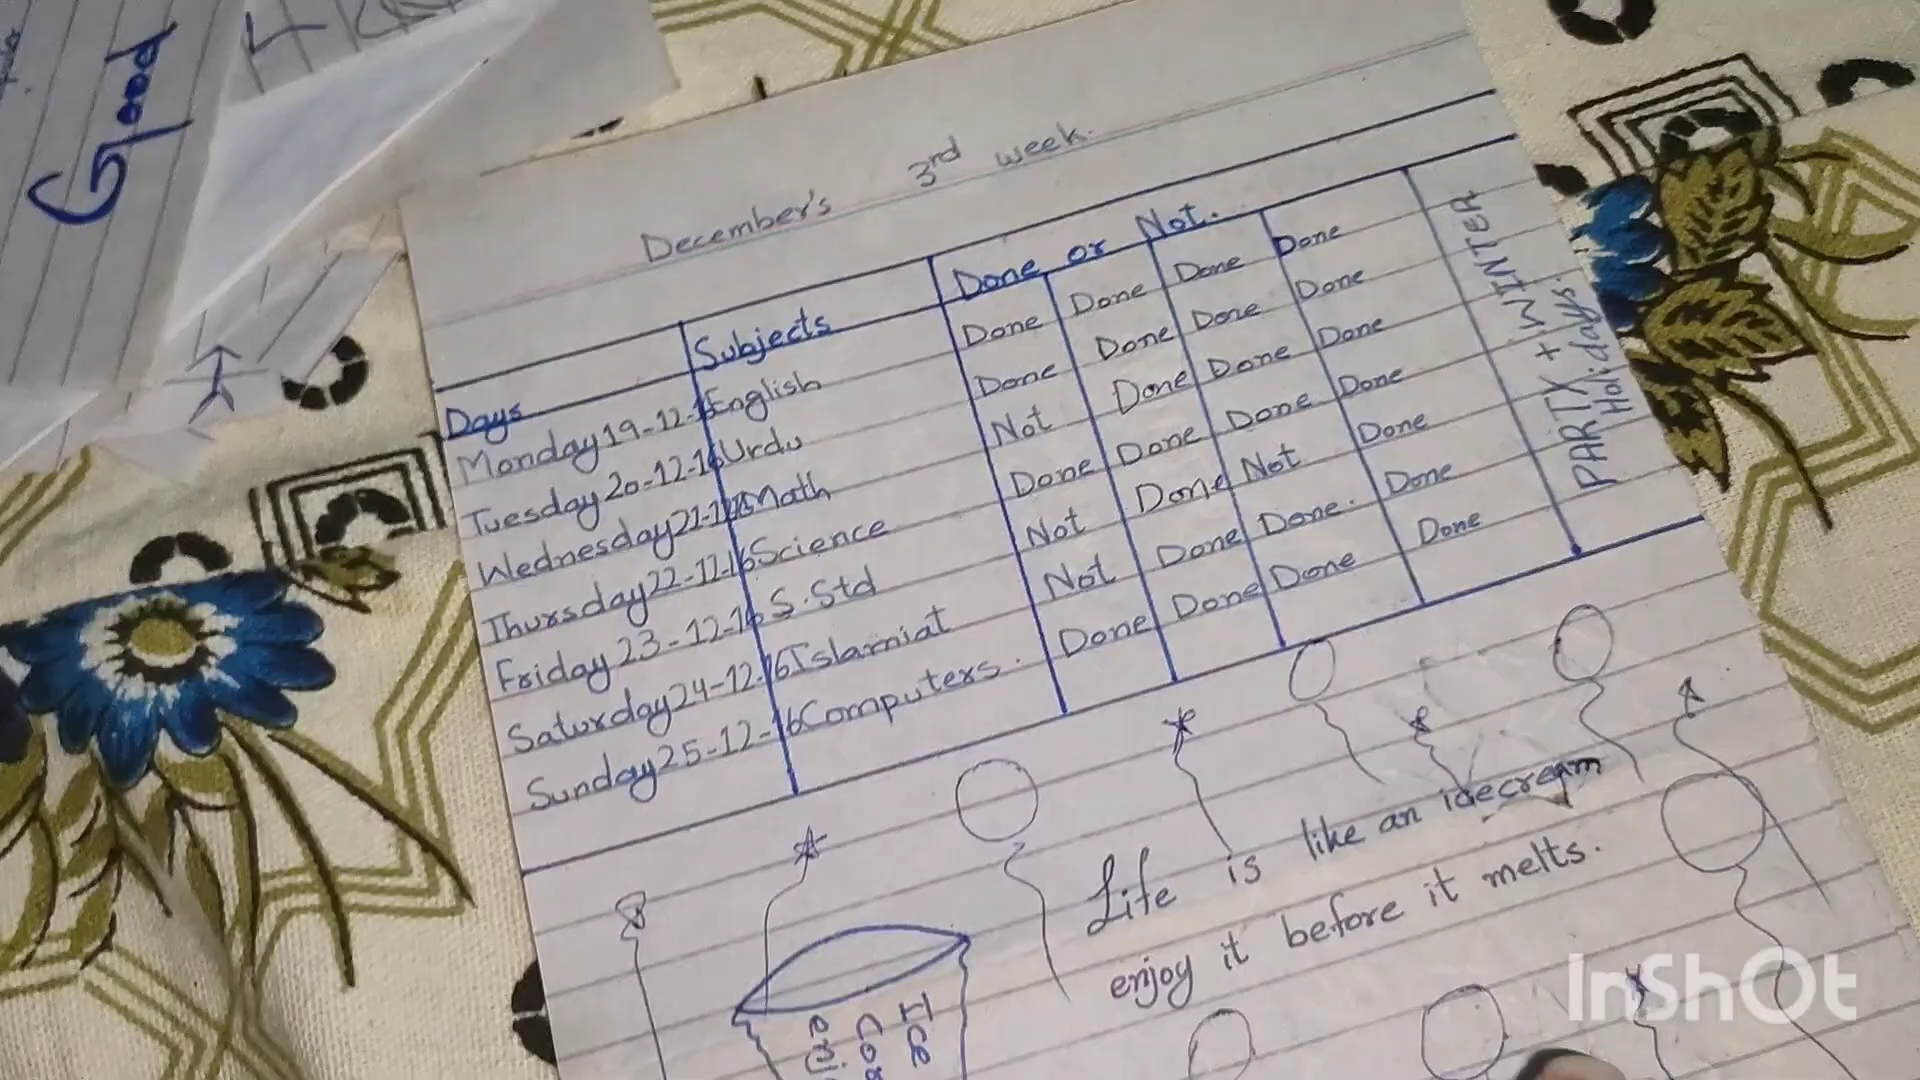 Good
December's 3rd week.
Days Subjects Done or Not.
Monday 19-12-16 English Done Done Done Done
Tuesday 20-12-16 Urdu Done Done Done Done
Wednesday 21-12-16 Math Not Done Done Done
Thursday 22-12-16 Science Done Done Done Done
Friday 23-12-16 S.Std Not Done Not Done
Saturday 24-12-16 Islamiat Not Done Done. Done
Sunday 25-12-16 Computers. Done Done Done Done
PARTY + WINTER
Holidays.
Life is like an icecream
enjoy it before it melts.
Ice
InShOt